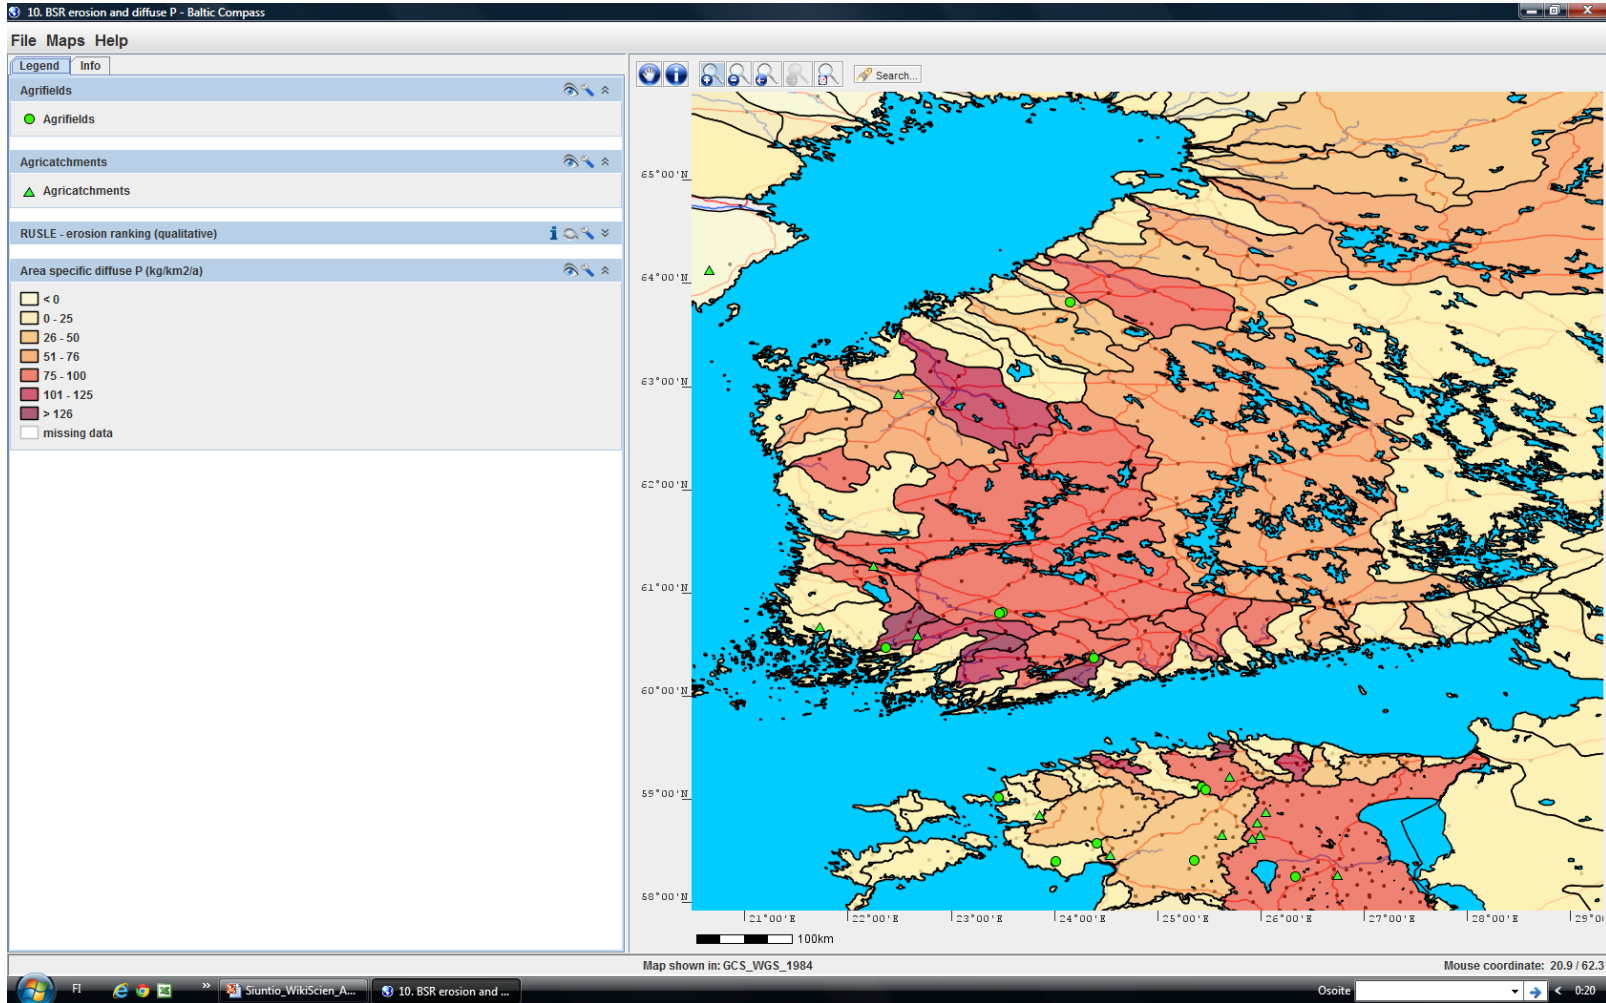 10. BSR erosion and diffuse P - Baltic Compass
File Maps Help
Legend Info
Agrifields
Agrifields
Agricatchments
Agricatchments
RUSLE - erosion ranking (qualitative)
Area specific diffuse P (kg/km2/a)
< 0
0 - 25
26 - 50
51 - 76
75 - 100
101 - 125
> 126
missing data
Search...
65°00'N
64°00'N
63°00'N
62°00'N
61°00'N
60°00'N
59°00'N
58°00'N
21°00'E 22°00'E 23°00'E 24°00'E 25°00'E 26°00'E 27°00'E 28°00'E 29°0
100km
Map shown in: GCS_WGS_1984 Mouse coordinate: 20.9 / 62.3
FI » Siuntio_WikiScien_A... 10. BSR erosion and ... Osoite < 0:20